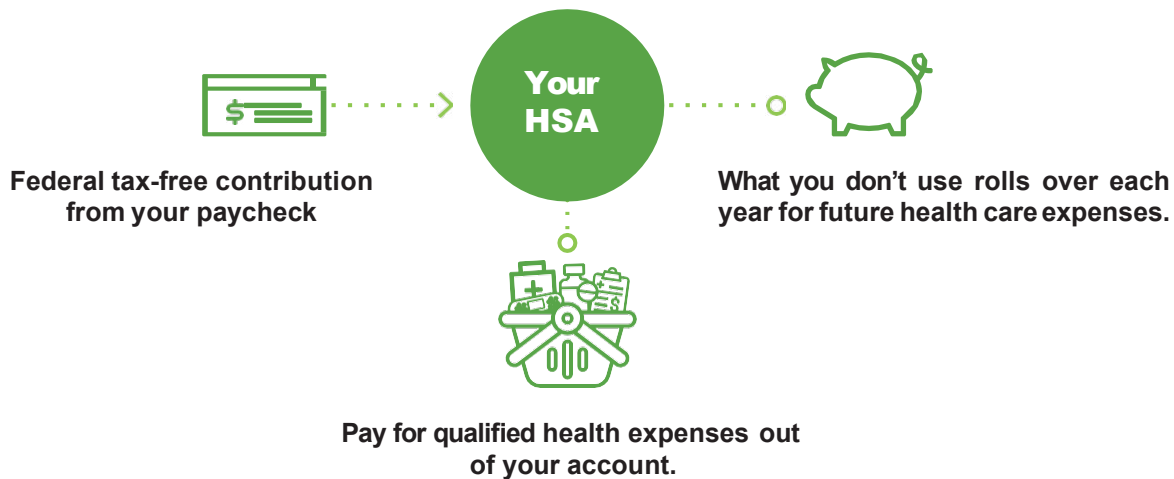 Your
HSA
$
Federal tax-free contribution
from your paycheck
What you don’t use rolls over each
year for future health care expenses.
$
Pay for qualified health expenses out
of your account.